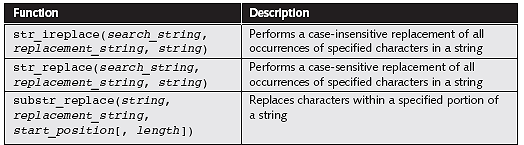 Function Description
str_ireplace(search_string, Performs a case-insensitive replacement of all
replacement_string, string) occurrences of specified characters in a string
str_replace(search_string, Performs a case-sensitive replacement of all
replacement_string, string) occurrences of specified characters in a string
substr_replace(string, Replaces characters within a specified portion of
replacement_string, a string
start_position[, length])